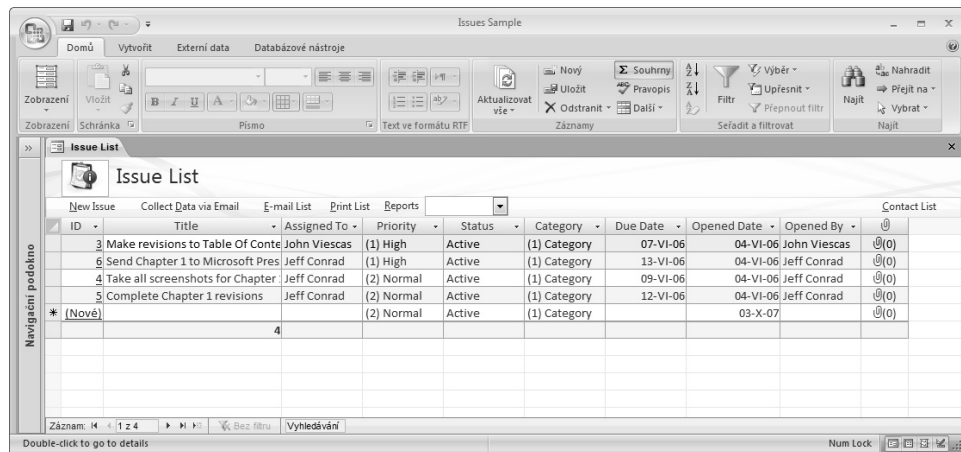 Issues Sample
Domů Vytvořit Externí data Databázové nástroje
Zobrazení Vložit B I U A Aktualizovat vše Nový Uložit Odstranit Σ Souhrny Pravopis Další Filtr Výběr Upřesnit Přepnout filtr Najít Nahradit Přejít na Vybrat
Zobrazení Schránka Písmo Text ve formátu RTF Záznamy Seřadit a filtrovat Najít
Issue List
Issue List
New Issue Collect Data via Email E-mail List Print List Reports Contact List
ID Title Assigned To Priority Status Category Due Date Opened Date Opened By
3 Make revisions to Table Of Conte John Viescas (1) High Active (1) Category 07-VI-06 04-VI-06 John Viescas (0)
6 Send Chapter 1 to Microsoft Pres Jeff Conrad (1) High Active (1) Category 13-VI-06 04-VI-06 Jeff Conrad (0)
4 Take all screenshots for Chapter Jeff Conrad (2) Normal Active (1) Category 09-VI-06 04-VI-06 Jeff Conrad (0)
5 Complete Chapter 1 revisions Jeff Conrad (2) Normal Active (1) Category 12-VI-06 04-VI-06 Jeff Conrad (0)
* (Nové) (2) Normal Active (1) Category 03-X-07 (0)
4
Navigační podokno
Záznam: 1 z 4 Bez filtru Vyhledávání
Double-click to go to details Num Lock